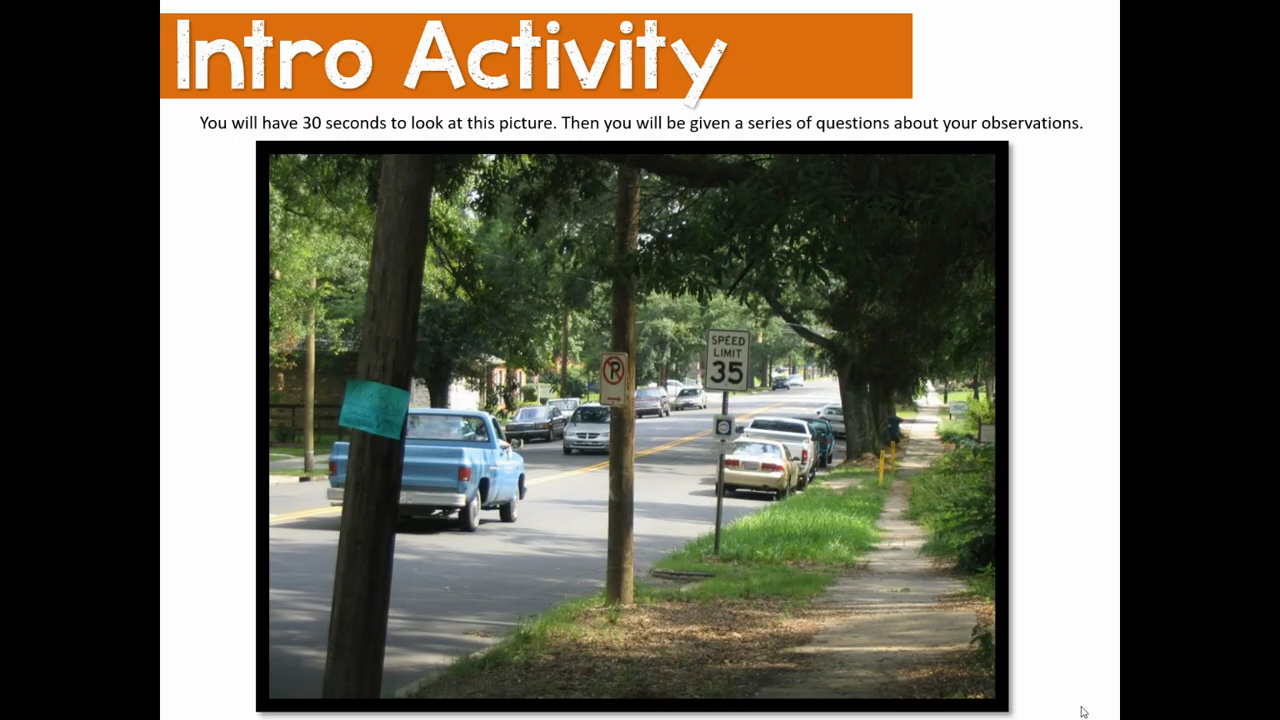 Intro Activity
You will have 30 seconds to look at this picture. Then you will be given a series of questions about your observations.
SPEED
LIMIT
35
P